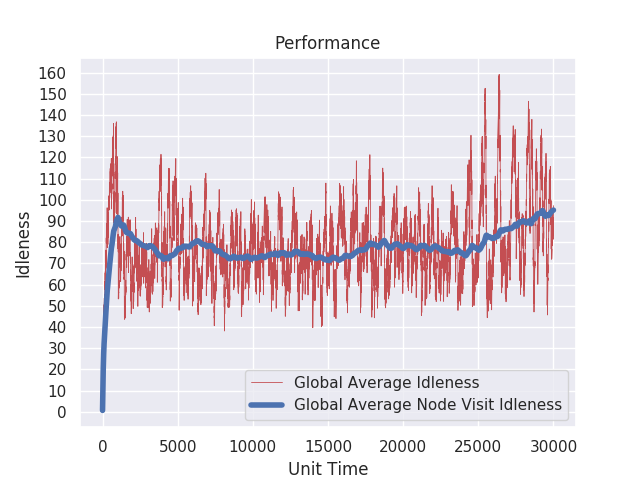 Performance
160
150
140
130
120
110
100
90
80
70
60
50
40
30
20
10
0
Idleness
Global Average Idleness
Global Average Node Visit Idleness
0 5000 10000 15000 20000 25000 30000
Unit Time